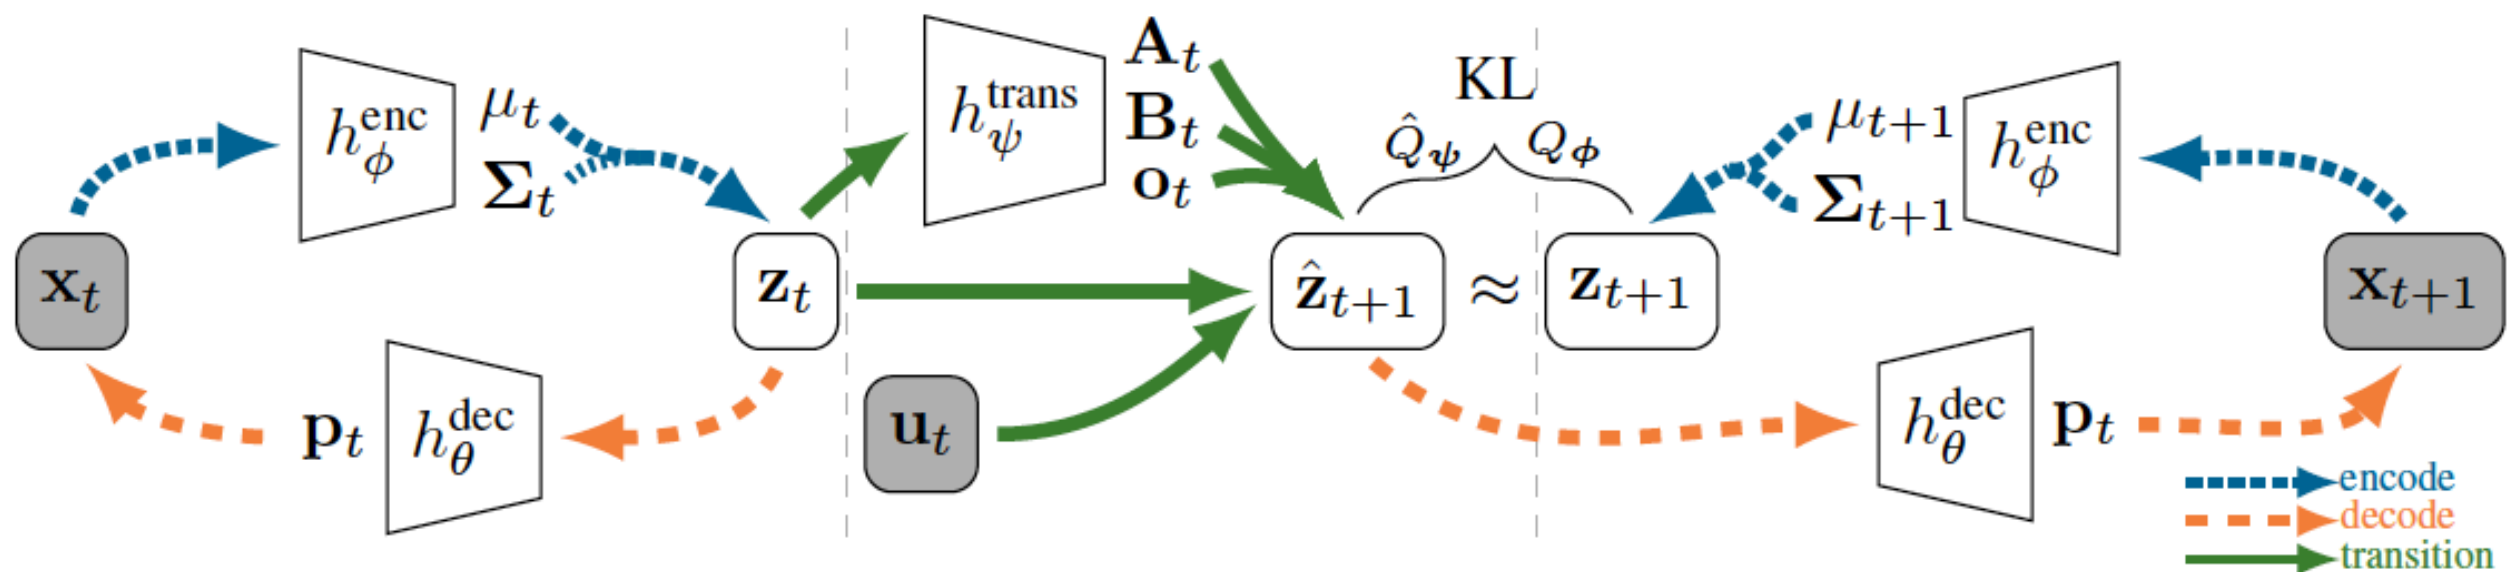 x_t
h_ϕ^enc
μ_t
Σ_t
z_t
p_t
h_θ^dec
h_ψ^trans
A_t
B_t
o_t
u_t
KL
Q̂_ψ
Q_ϕ
ẑ_{t+1}
≈
z_{t+1}
μ_{t+1}
Σ_{t+1}
h_ϕ^enc
x_{t+1}
h_θ^dec
p_t
encode
decode
transition